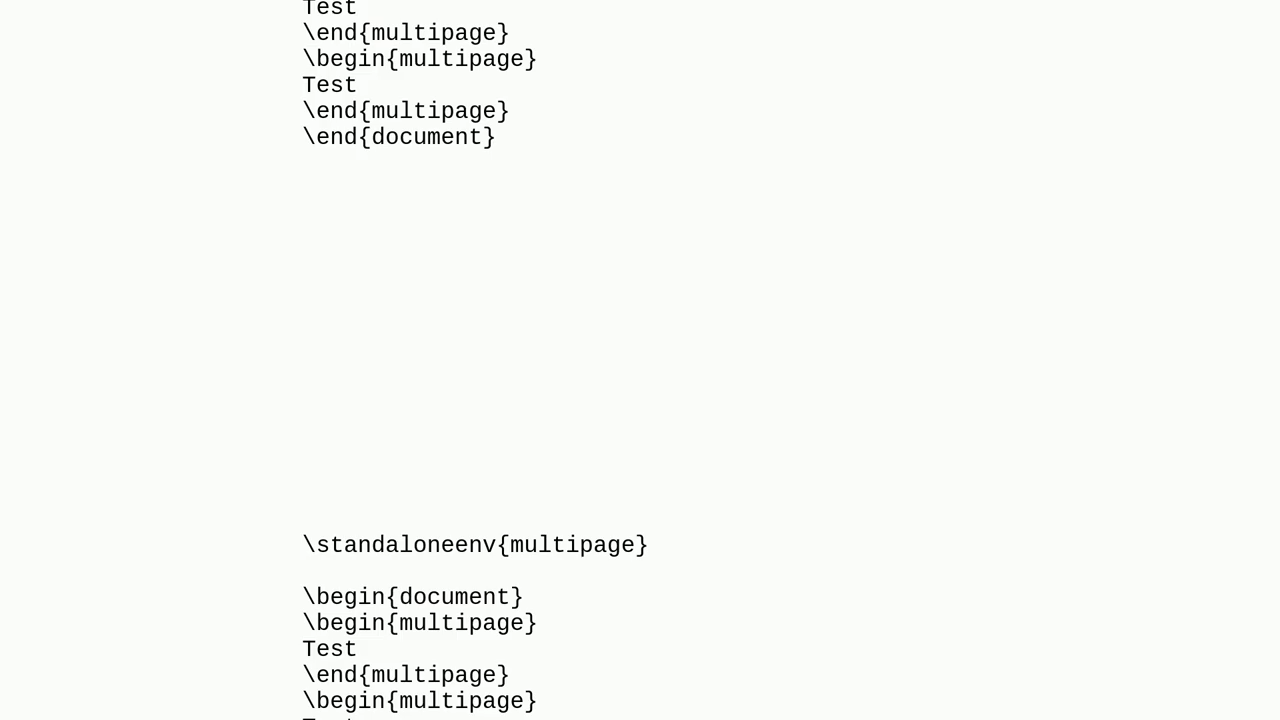 Test
\end{multipage}
\begin{multipage}
Test
\end{multipage}
\end{document}
\standaloneenv{multipage}
\begin{document}
\begin{multipage}
Test
\end{multipage}
\begin{multipage}